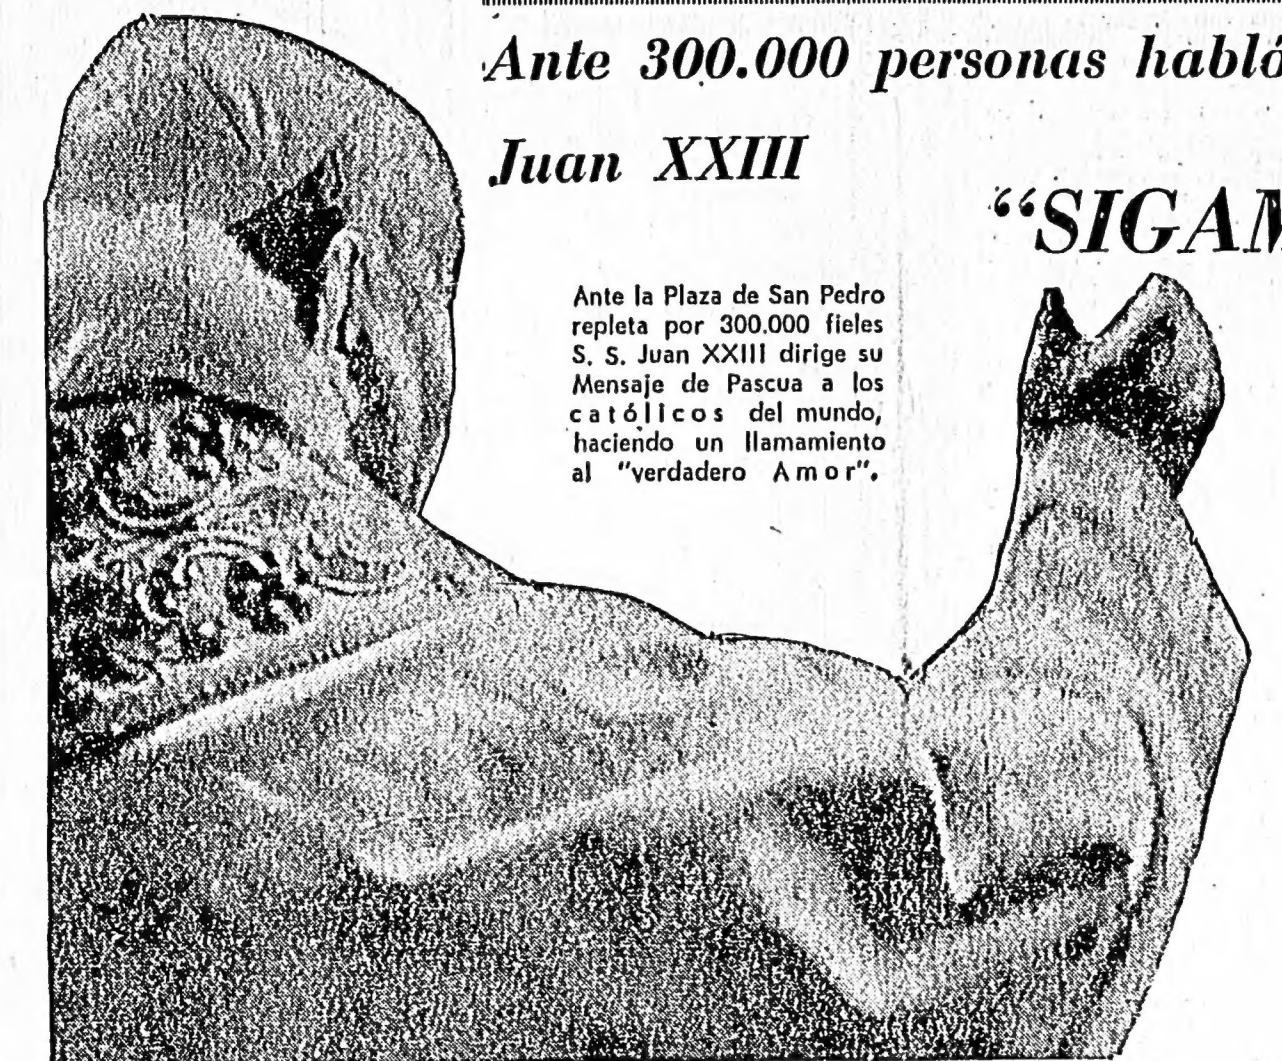 Ante 300.000 personas habló
Juan XXIII
“SIGAM
Ante la Plaza de San Pedro
repleta por 300.000 fieles
S. S. Juan XXIII dirige su
Mensaje de Pascua a los
católicos del mundo,
haciendo un llamamiento
al "verdadero Amor".